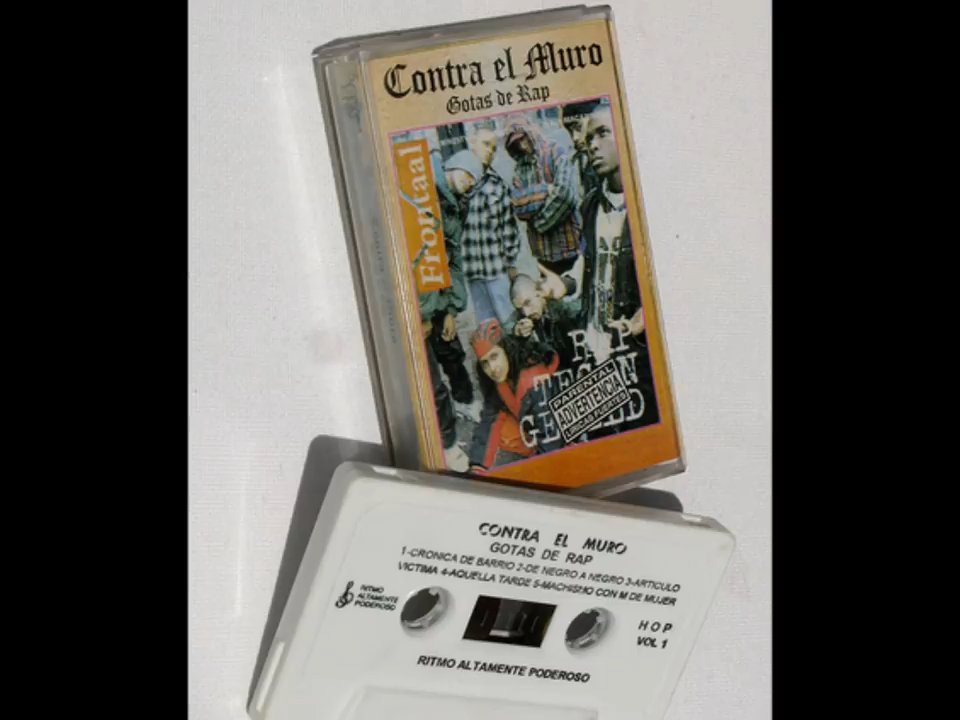 Contra el Muro
Gotas de Rap
Frontaal
RAP
PARENTAL
ADVERTENCIA
LIRICAS FUERTES
CONTRA EL MURO
GOTAS DE RAP
1-CRONICA DE BARRIO 2-DE NEGRO A NEGRO 3-ARTICULO
VICTIMA 4-AQUELLA TARDE 5-MACHISMO CON M DE MUJER
RITMO
ALTAMENTE
PODEROSO
H O P
VOL 1
RITMO ALTAMENTE PODEROSO